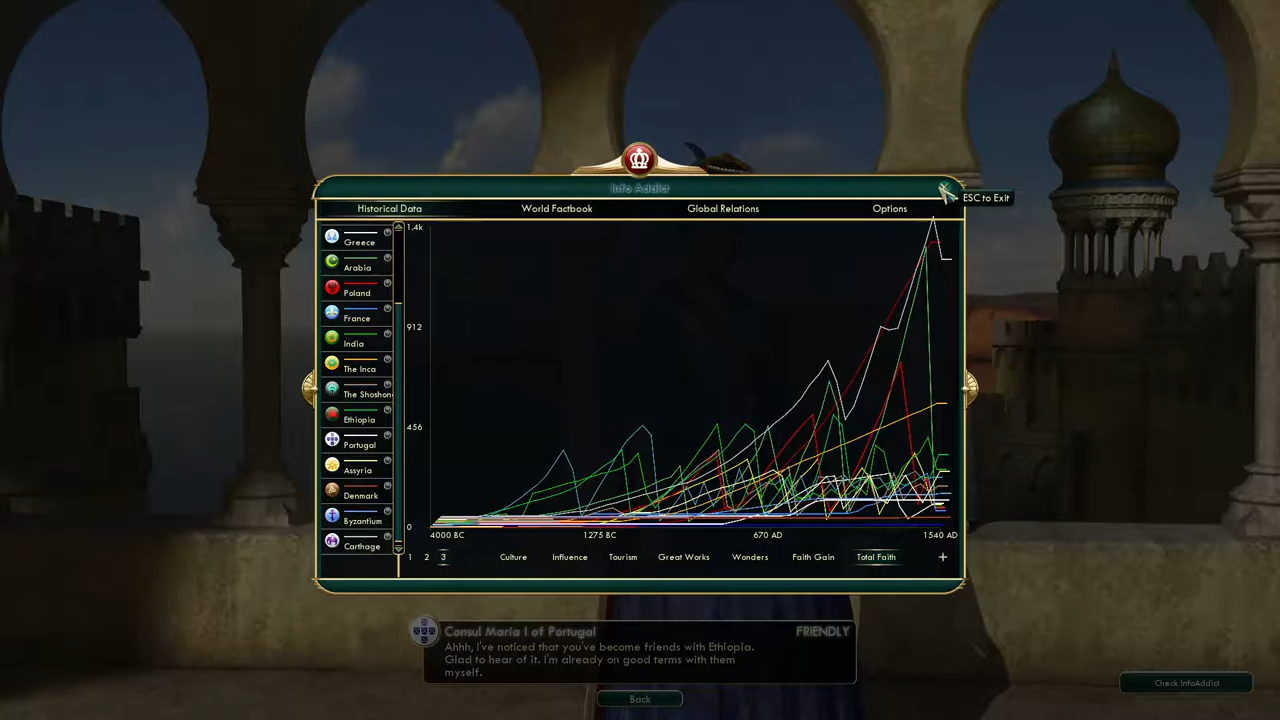 Info Addict
ESC to Exit
Historical Data
World Factbook
Global Relations
Options
Greece
Arabia
Poland
France
India
The Inca
The Shoshon
Ethiopia
Portugal
Assyria
Denmark
Byzantium
Carthage
1.4k
912
456
0
4000 BC
1275 BC
670 AD
1540 AD
1 2 3
Culture
Influence
Tourism
Great Works
Wonders
Faith Gain
Total Faith
+
Consul Maria I of Portugal
FRIENDLY
Ahhh, I've noticed that you've become friends with Ethiopia.
Glad to hear of it. I'm already on good terms with them
myself.
Back
Check InfoAddict